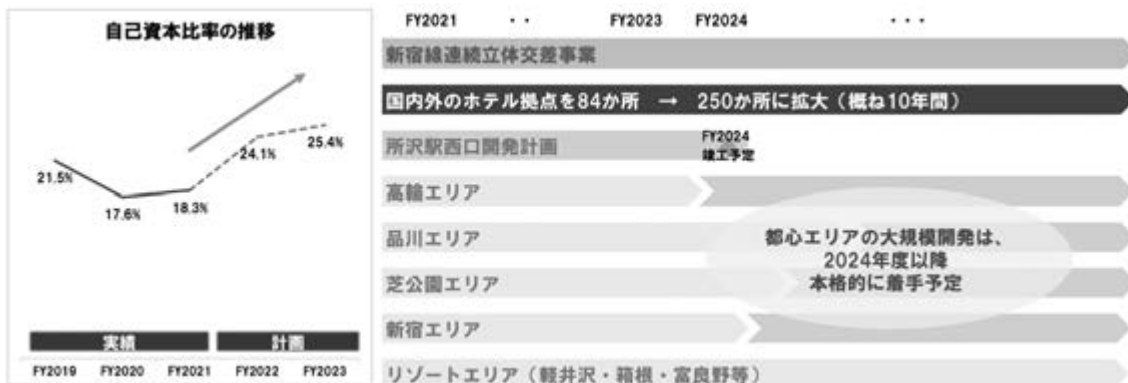 自己資本比率の推移
21.5%
17.6%
18.3%
24.1%
25.4%
実績 計画
FY2019 FY2020 FY2021 FY2022 FY2023
FY2021 ・・ FY2023 FY2024 ・・・
新宿線連続立体交差事業
国内外のホテル拠点を84か所 → 250か所に拡大(概ね10年間)
所沢駅西口開発計画
FY2024
竣工予定
高輪エリア
品川エリア
芝公園エリア
新宿エリア
リゾートエリア(軽井沢・箱根・富良野等)
都心エリアの大規模開発は、
2024年度以降
本格的に着手予定